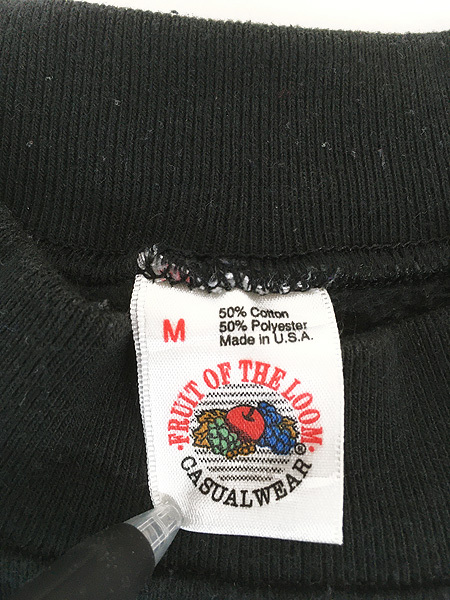 M
50% Cotton
50% Polyester
Made in U.S.A.
·FRUIT OF THE LOOM·
CASUALWEAR
®